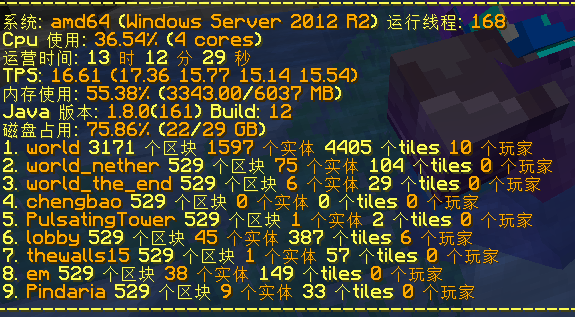 系统: amd64 (Windows Server 2012 R2) 运行线程: 168
Cpu 使用: 36.54% (4 cores)
运营时间: 13 时 12 分 29 秒
TPS: 16.61 (17.36 15.77 15.14 15.54)
内存使用: 55.38% (3343.00/6037 MB)
Java 版本: 1.8.0(161) Build: 12
磁盘占用: 75.86% (22/29 GB)
1. world 3171 个区块 1597 个实体 4405 个tiles 10 个玩家
2. world_nether 529 个区块 75 个实体 104 个tiles 0 个玩家
3. world_the_end 529 个区块 6 个实体 29 个tiles 0 个玩家
4. chengbao 529 个区块 0 个实体 0 个tiles 0 个玩家
5. PulsatingTower 529 个区块 1 个实体 2 个tiles 0 个玩家
6. lobby 529 个区块 45 个实体 387 个tiles 6 个玩家
7. thewalls15 529 个区块 1 个实体 57 个tiles 0 个玩家
8. em 529 个区块 38 个实体 149 个tiles 0 个玩家
9. Pindaria 529 个区块 9 个实体 33 个tiles 0 个玩家